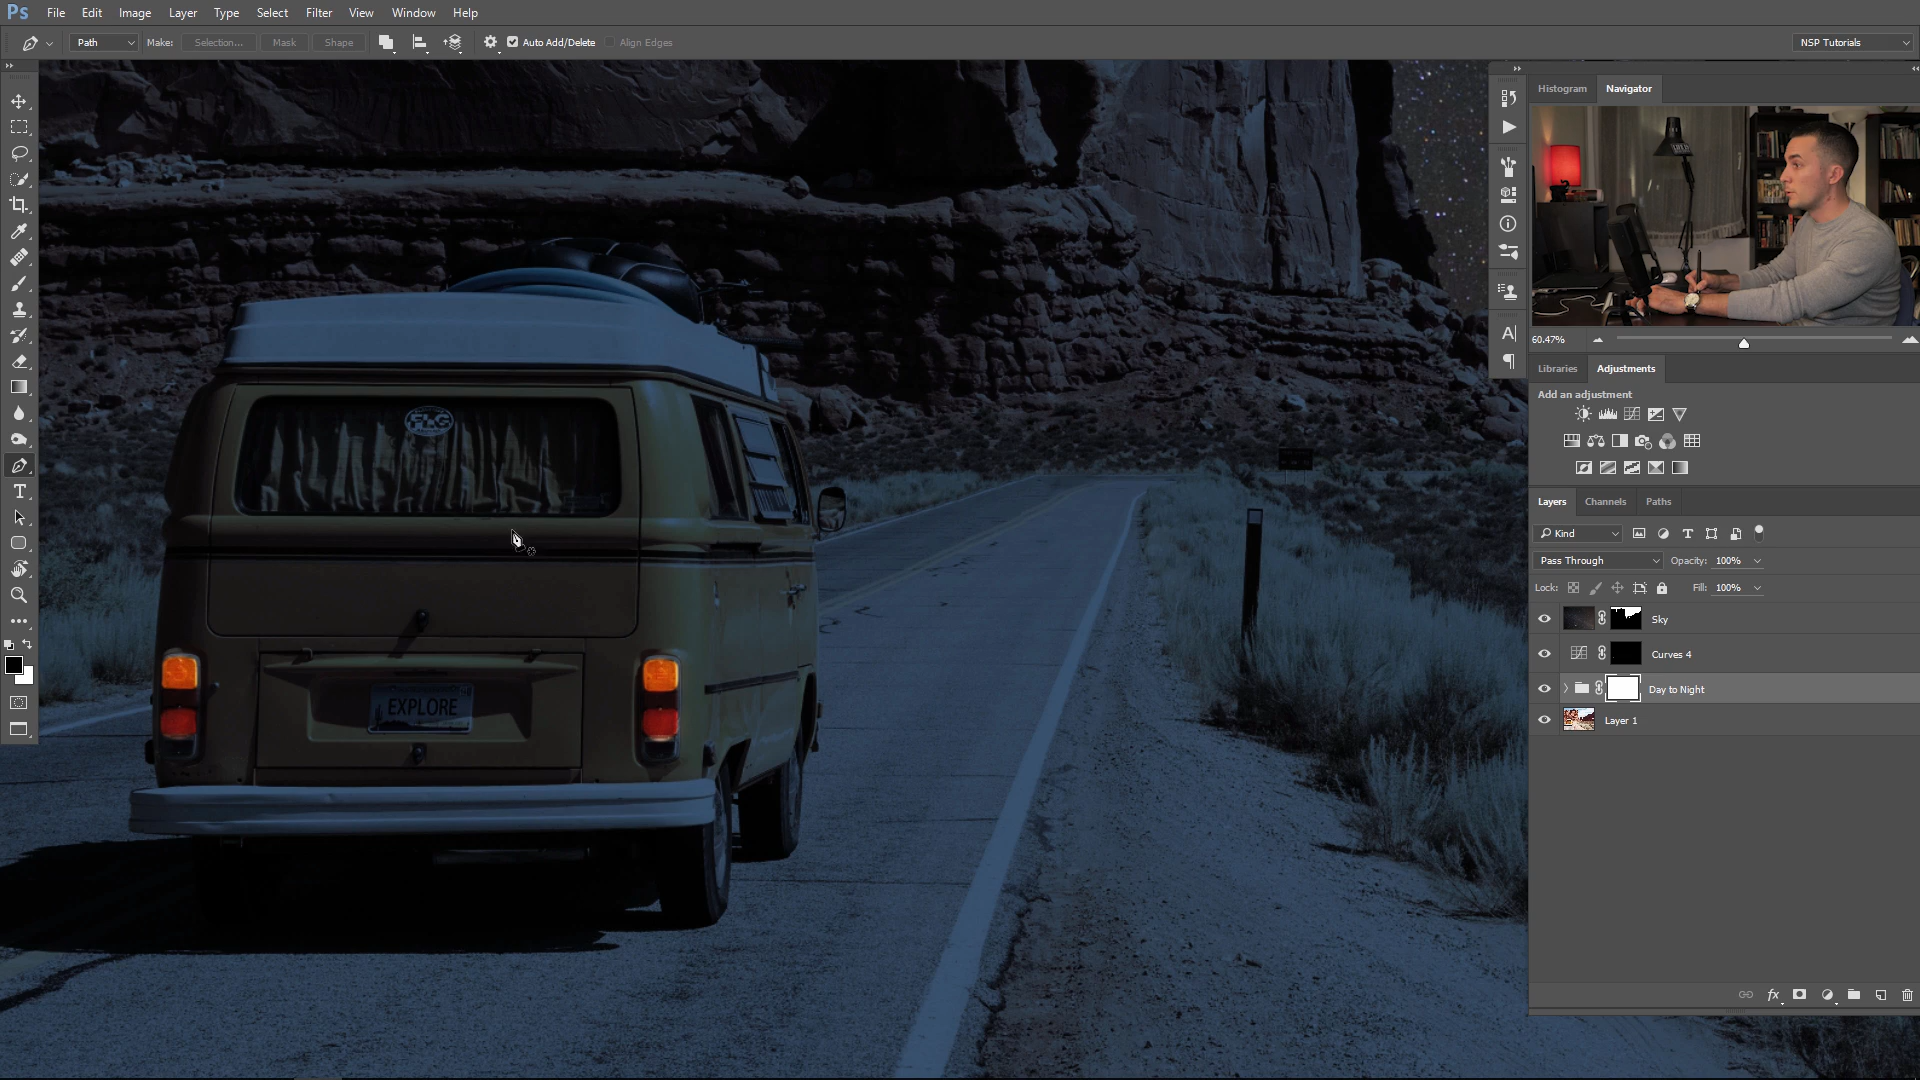 Ps File Edit Image Layer Type Select Filter View Window Help
Path Make: Selection... Mask Shape Auto Add/Delete Align Edges NSP Tutorials
Histogram Navigator
60.47%
Libraries Adjustments
Add an adjustment
Layers Channels Paths
Kind
Pass Through Opacity: 100%
Lock: Fill: 100%
Sky
Curves 4
Day to Night
Layer 1
fx
FLG
EXPLORE